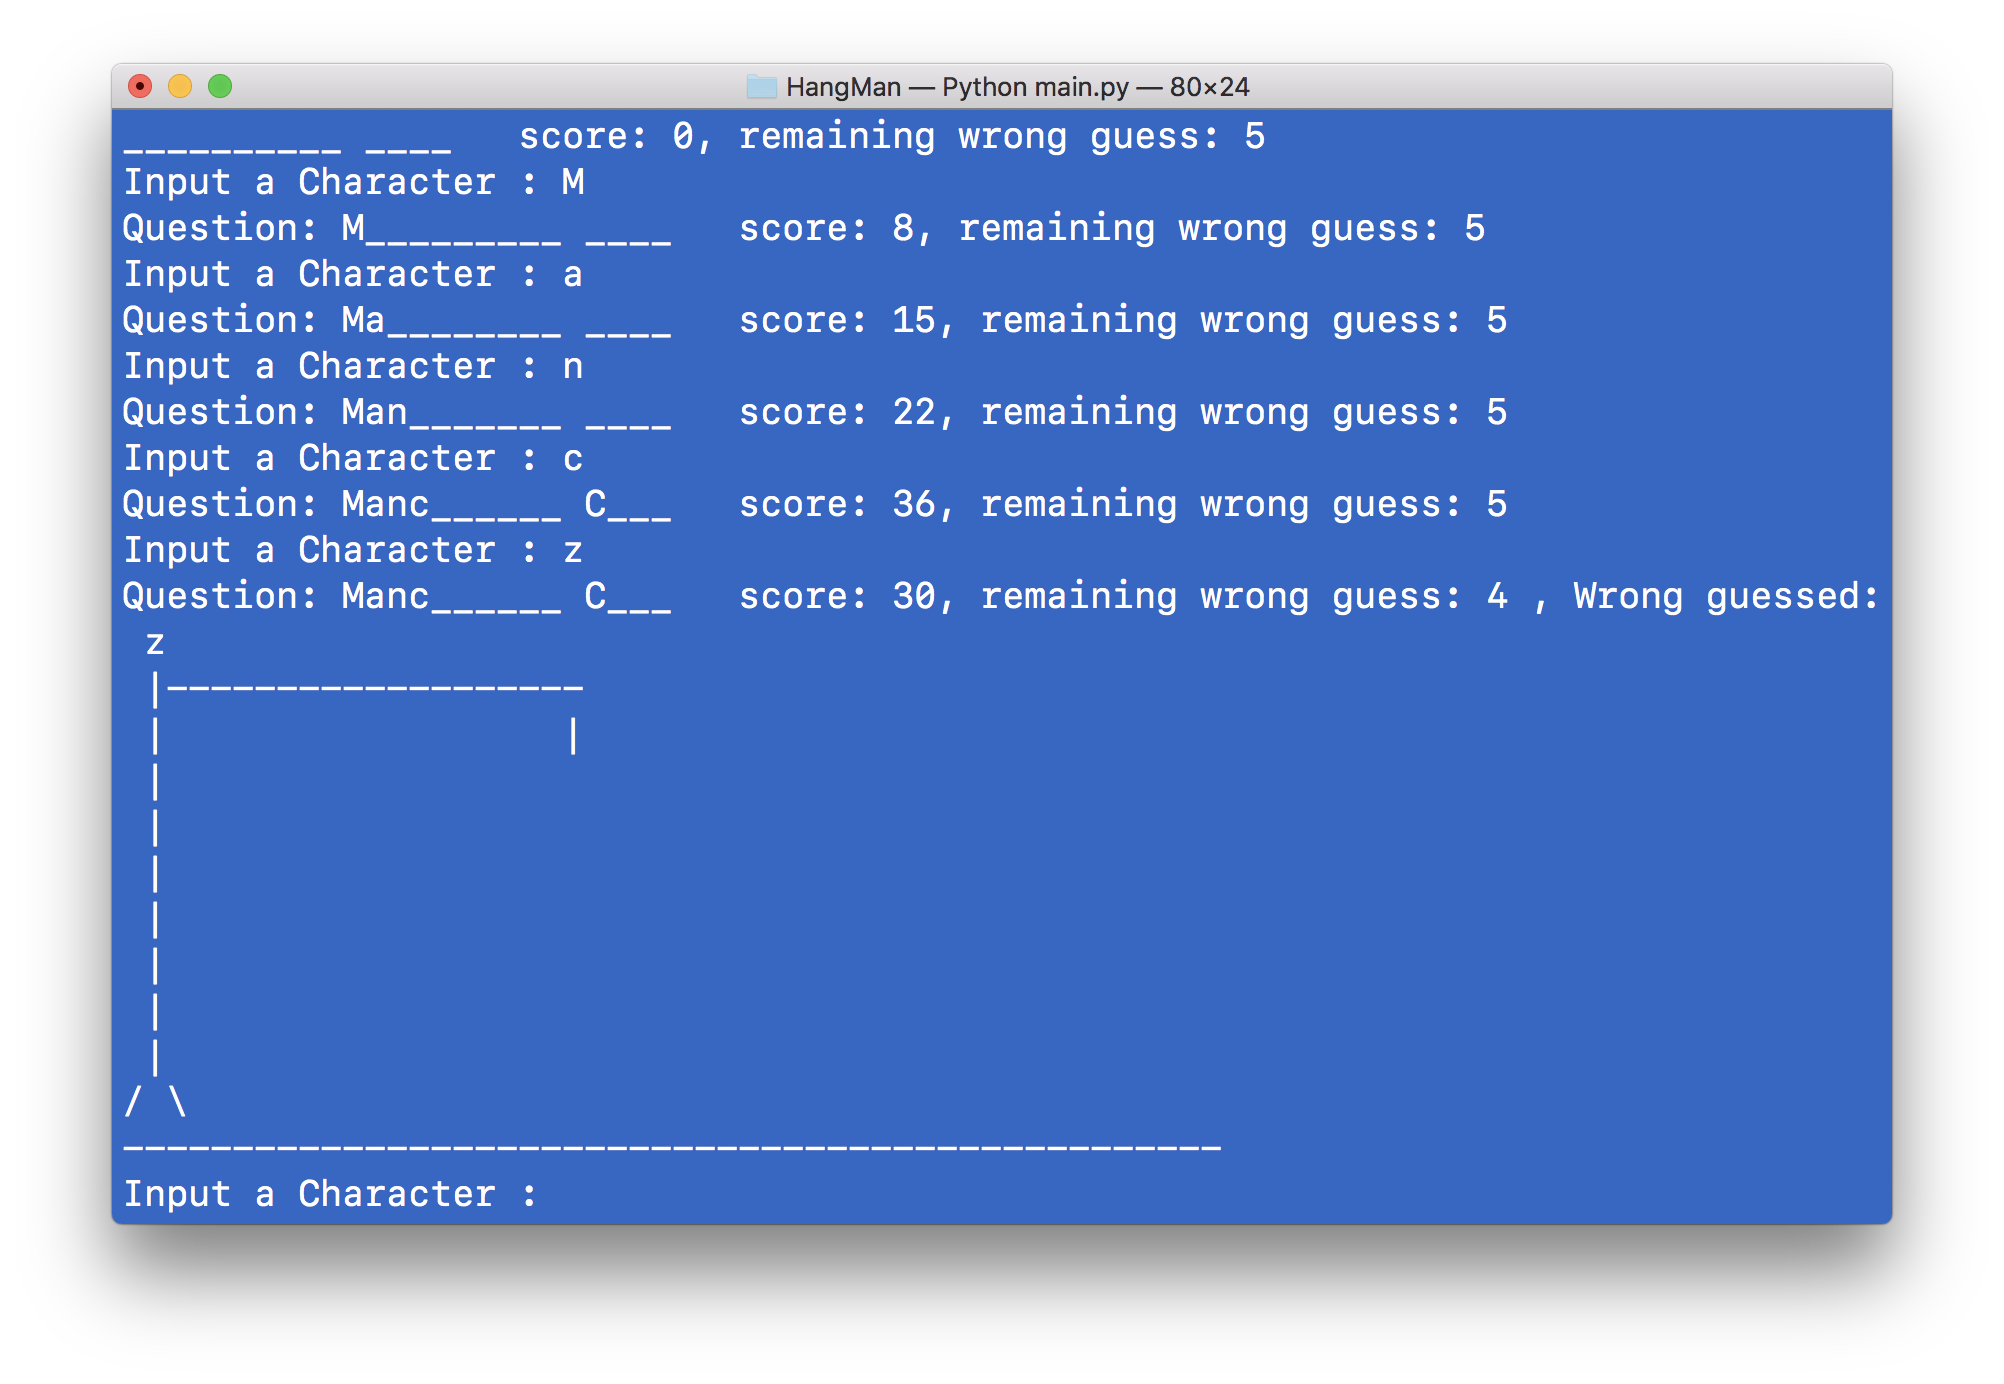 HangMan — Python main.py — 80×24
__________ ____   score: 0, remaining wrong guess: 5
Input a Character : M
Question: M_________ ____   score: 8, remaining wrong guess: 5
Input a Character : a
Question: Ma________ ____   score: 15, remaining wrong guess: 5
Input a Character : n
Question: Man_______ ____   score: 22, remaining wrong guess: 5
Input a Character : c
Question: Manc______ C___   score: 36, remaining wrong guess: 5
Input a Character : z
Question: Manc______ C___   score: 30, remaining wrong guess: 4 , Wrong guessed:
 z
 |-------------------
 |                  |
 |
 |
 |
 |
 |
 |
 |
/ \
--------------------------------------------------
Input a Character :